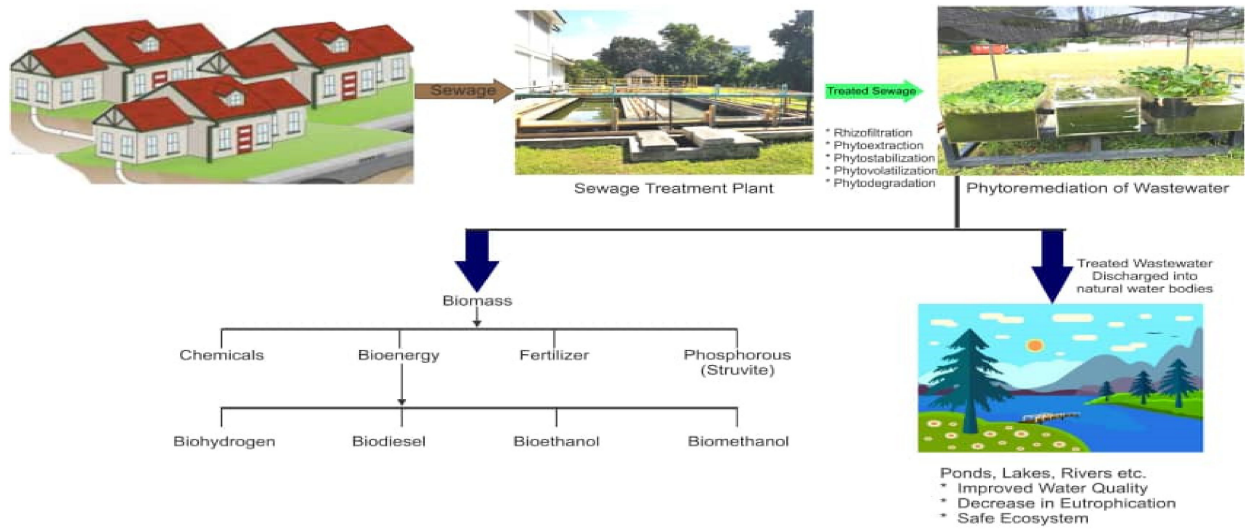 Sewage
Treated Sewage
* Rhizofiltration
* Phytoextraction
* Phytostabilization
* Phytovolatilization
* Phytodegradation
Sewage Treatment Plant
Phytoremediation of Wastewater
Treated Wastewater
Discharged into
natural water bodies
Biomass
Chemicals
Bioenergy
Fertilizer
Phosphorous
(Struvite)
Biohydrogen
Biodiesel
Bioethanol
Biomethanol
Ponds, Lakes, Rivers etc.
* Improved Water Quality
* Decrease in Eutrophication
* Safe Ecosystem